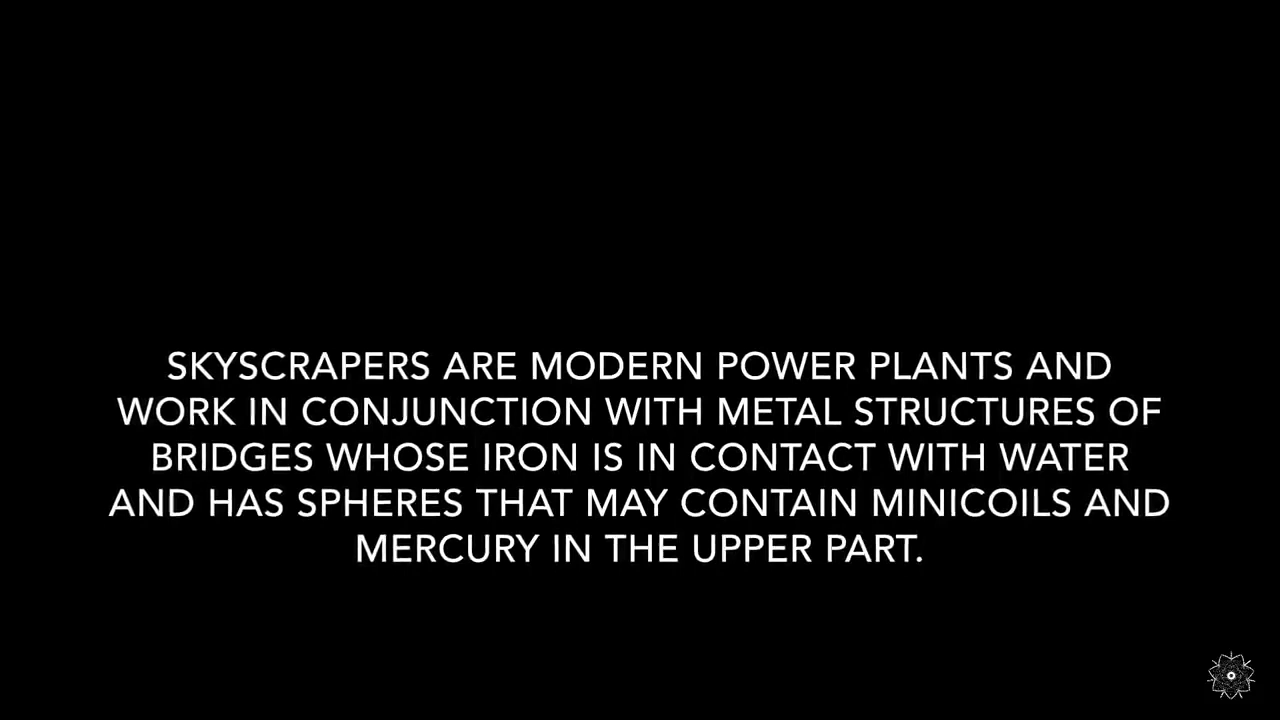 SKYSCRAPERS ARE MODERN POWER PLANTS AND
WORK IN CONJUNCTION WITH METAL STRUCTURES OF
BRIDGES WHOSE IRON IS IN CONTACT WITH WATER
AND HAS SPHERES THAT MAY CONTAIN MINICOILS AND
MERCURY IN THE UPPER PART.